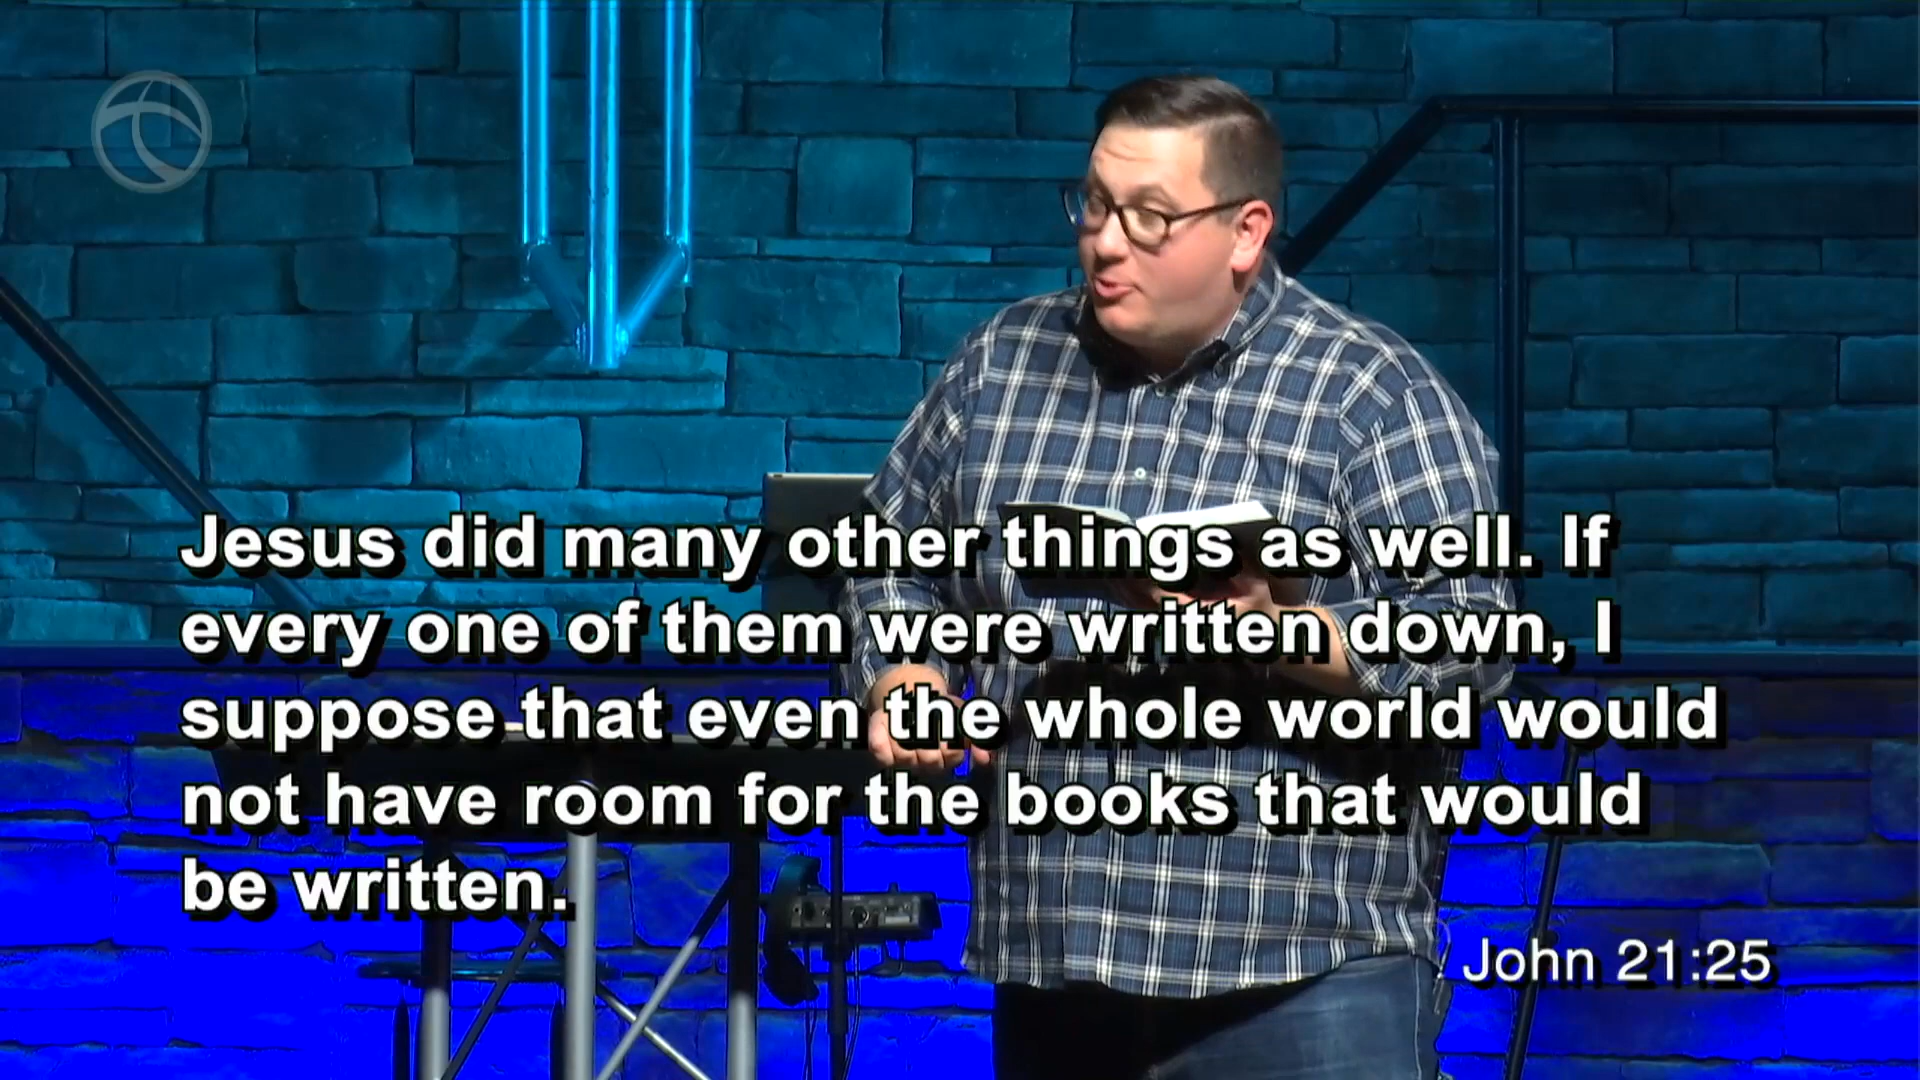 Jesus did many other things as well. If
every one of them were written down, I
suppose that even the whole world would
not have room for the books that would
be written.
John 21:25